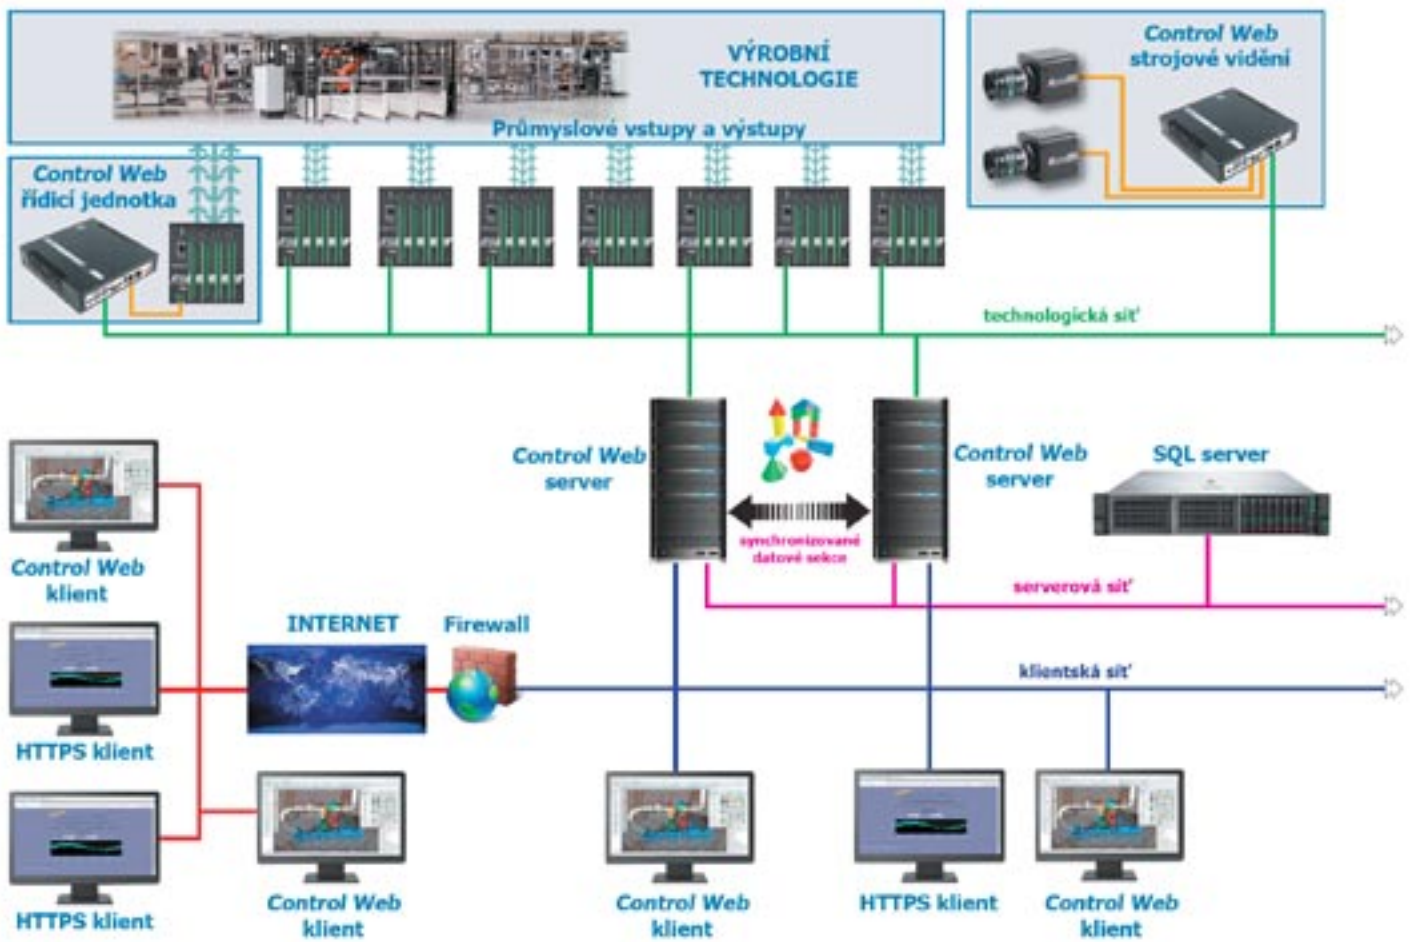 VÝROBNÍ
TECHNOLOGIE
Průmyslové vstupy a výstupy
Control Web
strojové vidění
Control Web
řídicí jednotka
technologická síť
Control Web
server
synchronizované
datové sekce
Control Web
server
SQL server
serverová síť
Control Web
klient
INTERNET
Firewall
klientská síť
HTTPS klient
HTTPS klient
Control Web
klient
Control Web
klient
HTTPS klient
Control Web
klient